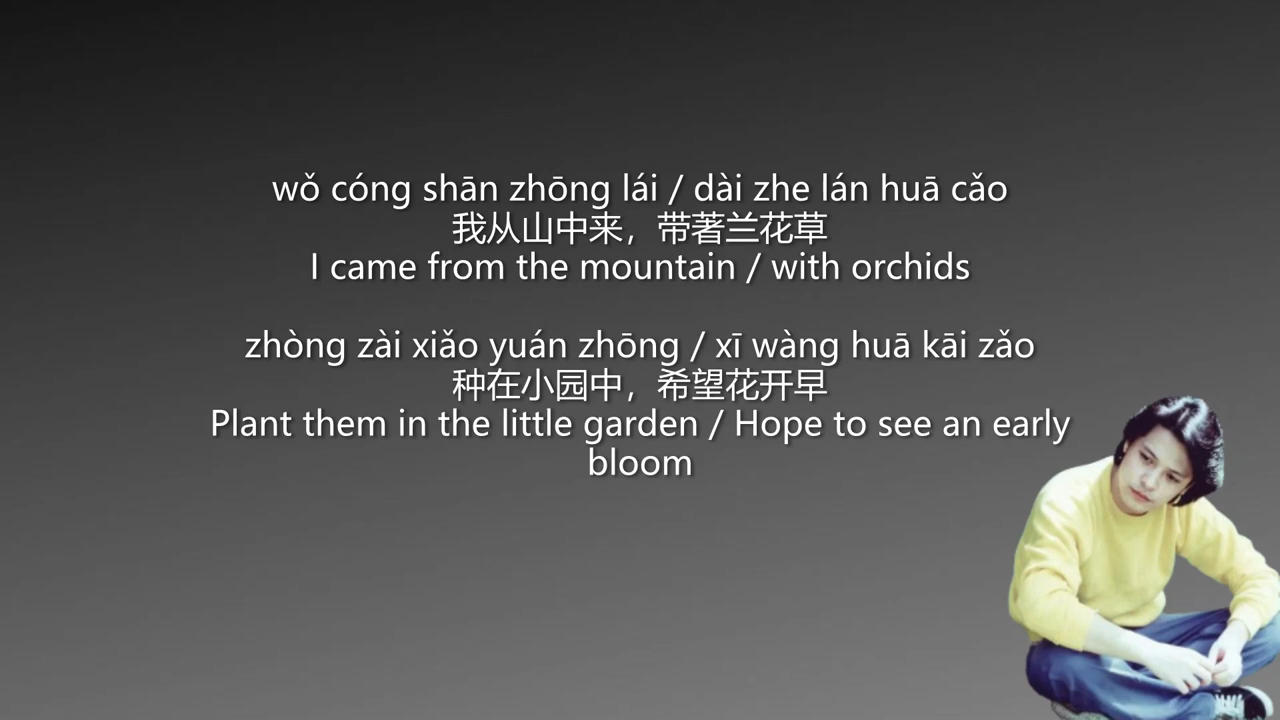 wǒ cóng shān zhōng lái / dài zhe lán huā cǎo
我从山中来，带著兰花草
I came from the mountain / with orchids
zhòng zài xiǎo yuán zhōng / xī wàng huā kāi zǎo
种在小园中，希望花开早
Plant them in the little garden / Hope to see an early
bloom